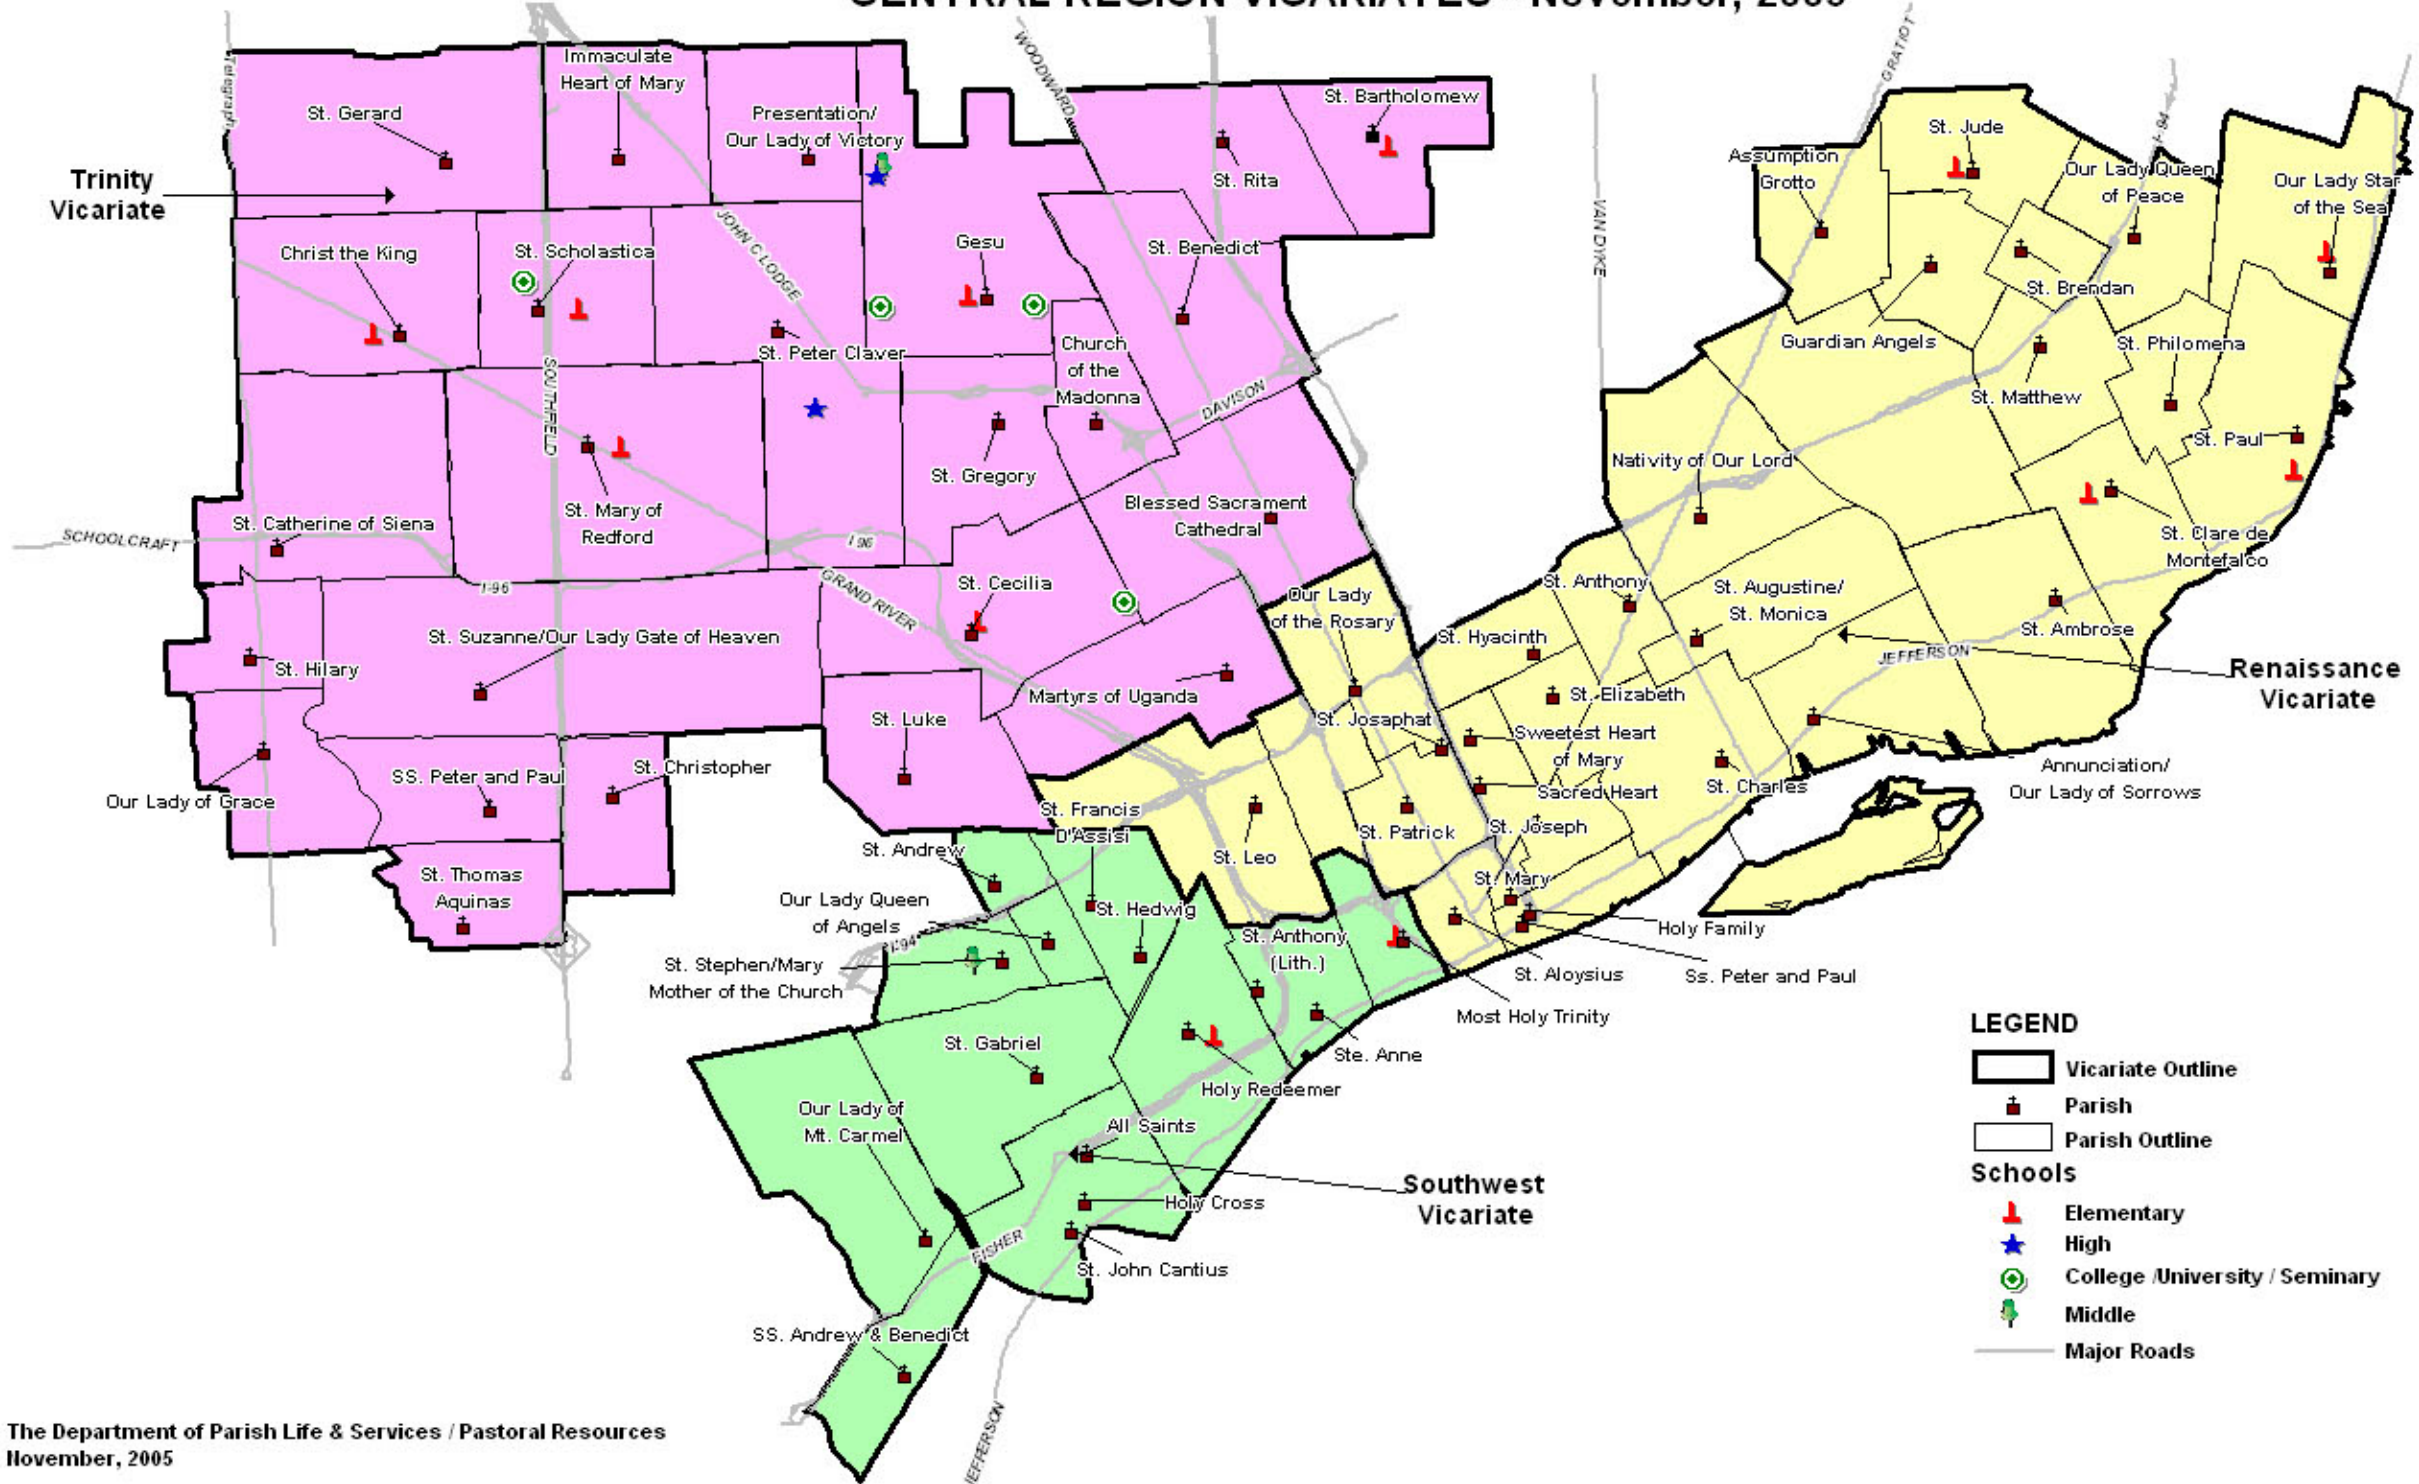 CENTRAL REGION VICARIATES - November, 2005
Telegraph
WOODWARD
GRATIOT
I-94
Immaculate
Heart of Mary
St. Gerard
Presentation/
Our Lady of Victory
St. Bartholomew
St. Rita
St. Jude
Assumption
Grotto
Our Lady Queen
of Peace
Our Lady Star
of the Sea
Trinity
Vicariate
JOHN C LODGE
VAN DYKE
Christ the King
St. Scholastica
Gesu
St. Benedict
St. Brendan
Guardian Angels
St. Peter Claver
Church
of the
Madonna
St. Philomena
St. Matthew
SOUTHFIELD
DAVISON
St. Paul
Nativity of Our Lord
St. Gregory
St. Mary of
Redford
Blessed Sacrament
Cathedral
St. Catherine of Siena
SCHOOLCRAFT
I 96
St. Clare de
Montefalco
I-96
GRAND RIVER
St. Cecilia
Our Lady
of the Rosary
St. Anthony
St. Augustine/
St. Monica
St. Ambrose
St. Suzanne/Our Lady Gate of Heaven
St. Hyacinth
JEFFERSON
St. Hilary
Renaissance
Vicariate
Martyrs of Uganda
St. Elizabeth
St. Luke
St. Josaphat
Sweetest Heart
of Mary
SS. Peter and Paul
St. Christopher
Annunciation/
Our Lady of Sorrows
St. Charles
Sacred Heart
Our Lady of Grace
St. Francis
D'Assisi
St. Patrick
St. Joseph
St. Andrew
St. Leo
St. Thomas
Aquinas
St. Mary
Our Lady Queen
of Angels
St. Hedwig
I-94
St. Anthony
(Lith.)
Holy Family
St. Stephen/Mary
Mother of the Church
St. Aloysius
Ss. Peter and Paul
Most Holy Trinity
St. Gabriel
Ste. Anne
Holy Redeemer
Our Lady of
Mt. Carmel
All Saints
Southwest
Vicariate
Holy Cross
FISHER
St. John Cantius
SS. Andrew & Benedict
JEFFERSON
LEGEND
Vicariate Outline
Parish
Parish Outline
Schools
Elementary
High
College /University / Seminary
Middle
Major Roads
The Department of Parish Life & Services / Pastoral Resources
November, 2005